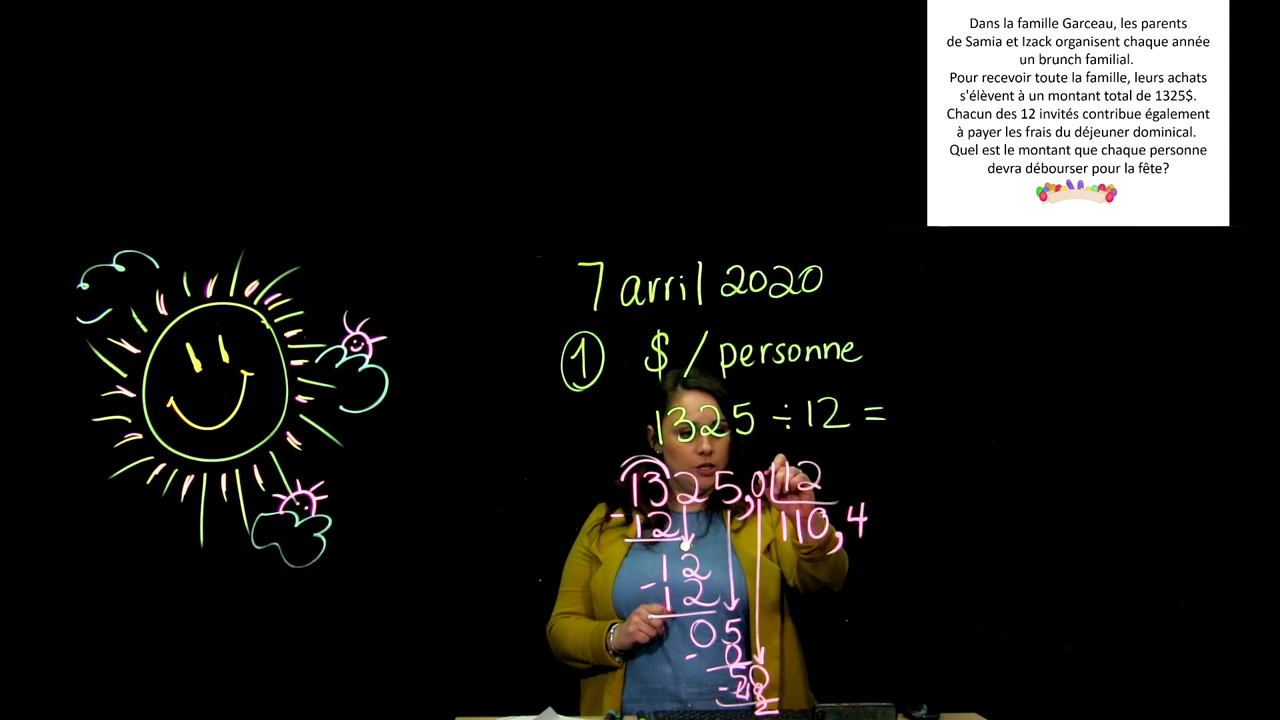 Dans la famille Garceau, les parents
de Samia et Izack organisent chaque année
un brunch familial.
Pour recevoir toute la famille, leurs achats
s'élèvent à un montant total de 1325$.
Chacun des 12 invités contribue également
à payer les frais du déjeuner dominical.
Quel est le montant que chaque personne
devra débourser pour la fête?
7 avril 2020
1 $ / personne
1325 ÷ 12 =
1325,0 12
- 12 110,4
12
- 12
05
- 0
50
- 48
2